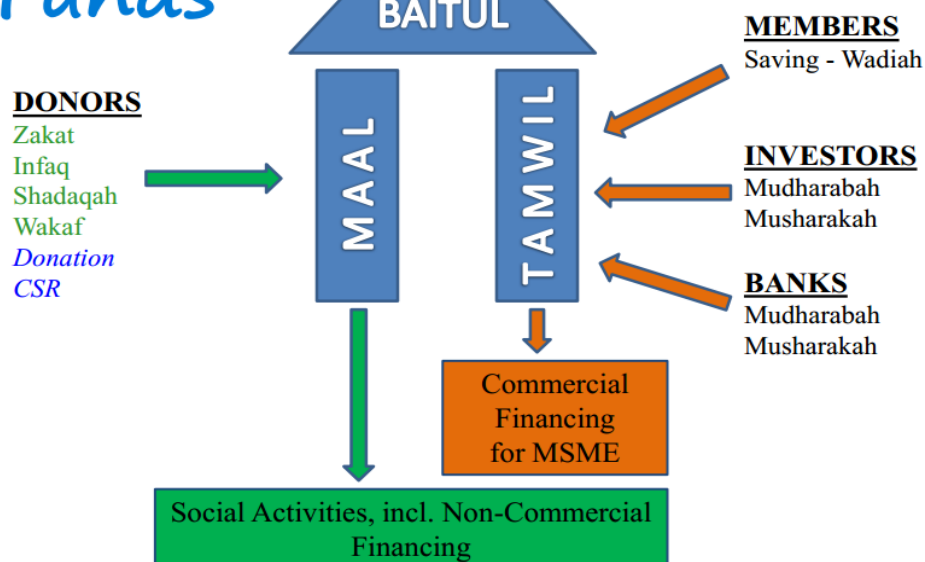 Funds
BAITUL
DONORS
Zakat
Infaq
Shadaqah
Wakaf
Donation
CSR
MAAL
TAMWIL
MEMBERS
Saving - Wadiah
INVESTORS
Mudharabah
Musharakah
BANKS
Mudharabah
Musharakah
Commercial
Financing
for MSME
Social Activities, incl. Non-Commercial
Financing